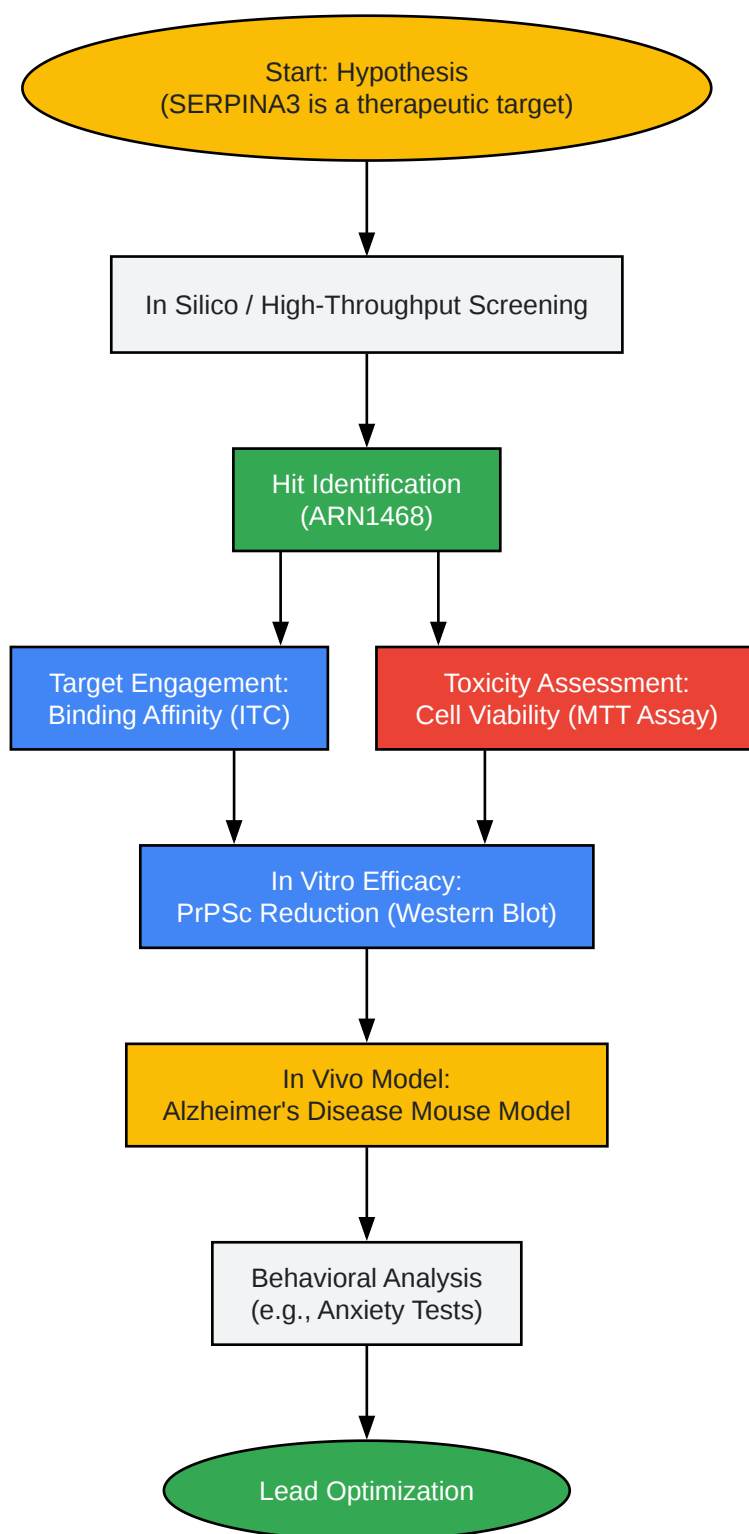 Start: Hypothesis
(SERPINA3 is a therapeutic target)
In Silico / High-Throughput Screening
Hit Identification
(ARN1468)
Target Engagement:
Binding Affinity (ITC)
Toxicity Assessment:
Cell Viability (MTT Assay)
In Vitro Efficacy:
PrPSc Reduction (Western Blot)
In Vivo Model:
Alzheimer's Disease Mouse Model
Behavioral Analysis
(e.g., Anxiety Tests)
Lead Optimization